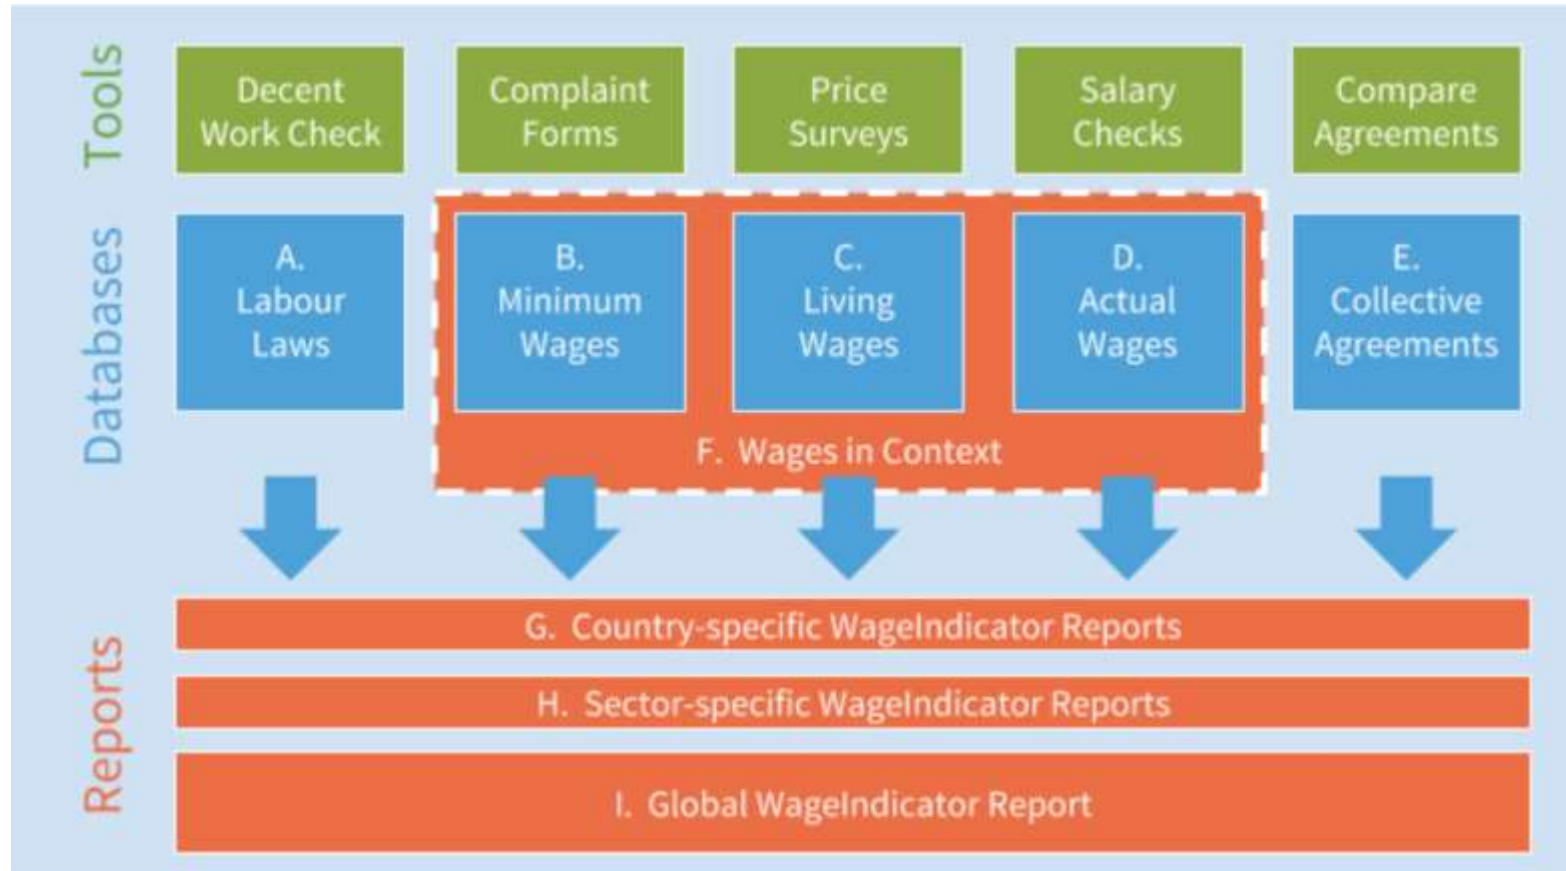 Tools
Decent
Work Check
Complaint
Forms
Price
Surveys
Salary
Checks
Compare
Agreements
Databases
A.
Labour
Laws
B.
Minimum
Wages
C.
Living
Wages
D.
Actual
Wages
E.
Collective
Agreements
F. Wages in Context
Reports
G. Country-specific WageIndicator Reports
H. Sector-specific WageIndicator Reports
I. Global WageIndicator Report